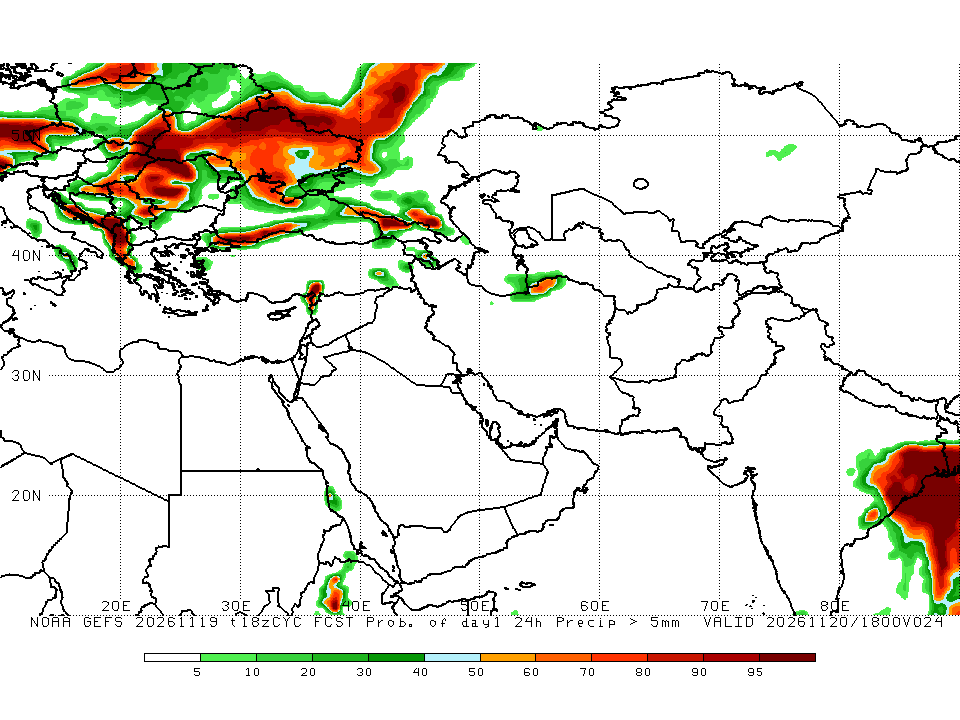 50N
40N
30N
20N
20E 30E 40E 50E 60E 70E 80E
NOAA GEFS 20261119 t18zCYC FCST Prob. of day1 24h Precip > 5mm VALID 20261120/1800V024
5 10 20 30 40 50 60 70 80 90 95